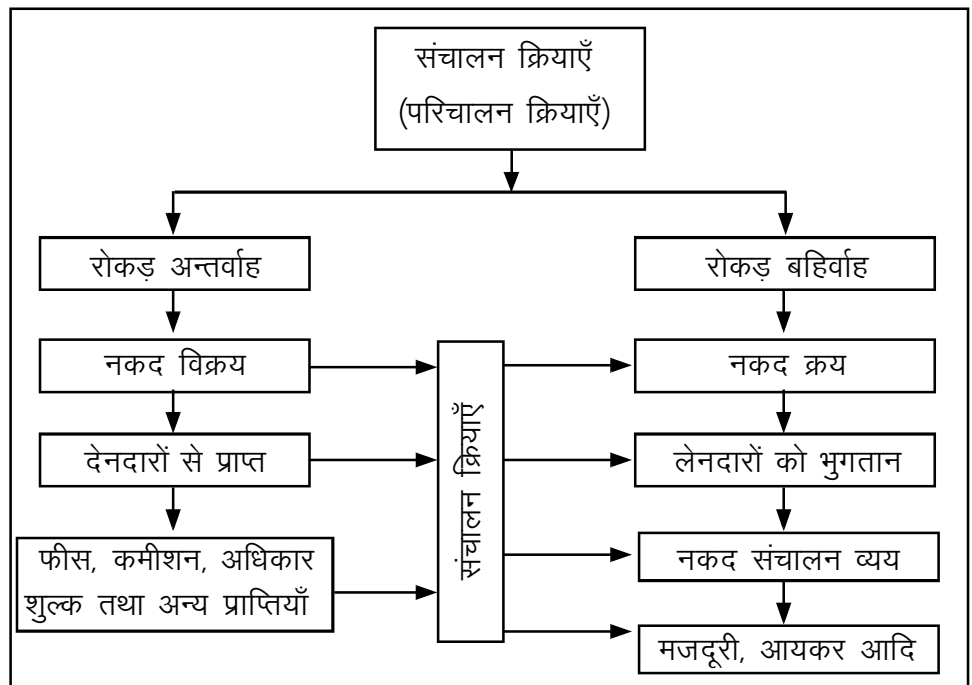 संचालन क्रियाएँ
(परिचालन क्रियाएँ)
रोकड़ अन्तर्वाह
रोकड़ बहिर्वाह
नकद विक्रय
नकद क्रय
देनदारों से प्राप्त
लेनदारों को भुगतान
संचालन क्रियाएँ
फीस, कमीशन, अधिकार
शुल्क तथा अन्य प्राप्तियाँ
नकद संचालन व्यय
मजदूरी, आयकर आदि